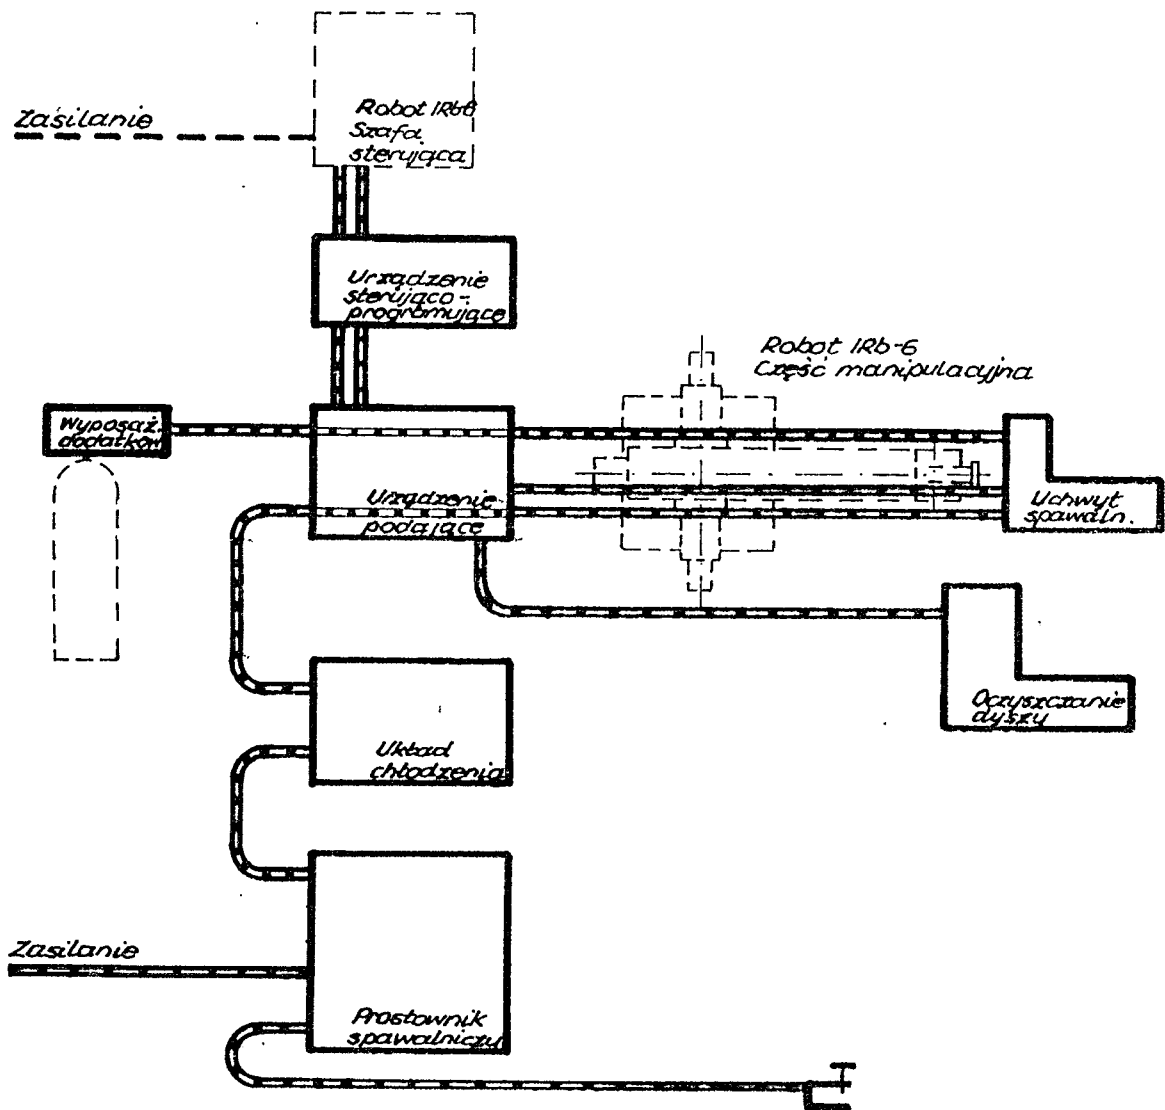 Zasilanie
Robot IRb6
Szafa
sterująca
Urządzenie
sterująco-
programujące
Robot IRb-6
Część manipulacyjna
Wyposaż.
dodatkow
Urządzenie
podające
Uchwyt
spawaln.
Oczyszczanie
dyszy
Układ
chłodzenia
Zasilanie
Prostownik
spawalniczy